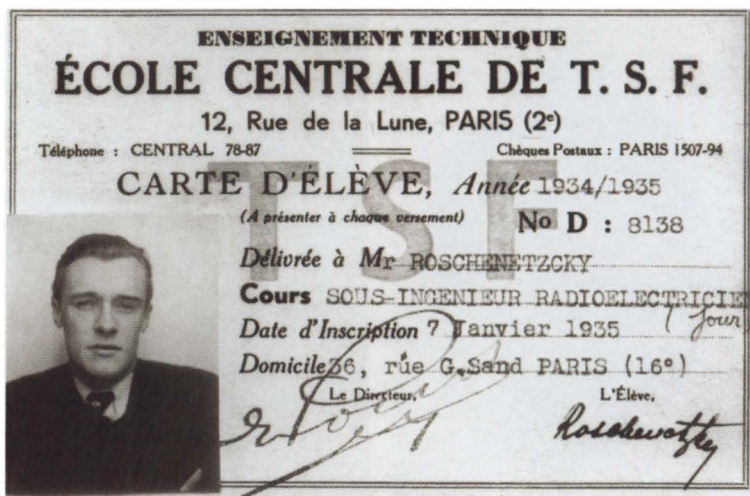 ENSEIGNEMENT TECHNIQUE
ÉCOLE CENTRALE DE T. S. F.
12, Rue de la Lune, PARIS (2e)
Téléphone : CENTRAL 78-87 Chèques Postaux : PARIS 1507-94
TSF
CARTE D'ÉLÈVE, Année 1934/1935
(A présenter à chaque versement) No D : 8138
Délivrée à Mr ROSCHENETZCKY
Cours SOUS-INGENIEUR RADIOELECTRICIE
(jour
Date d'Inscription 7 Janvier 1935
Domicile 36, rue G.Sand PARIS (16e)
Le Directeur, L'Élève,
Roschenetzky